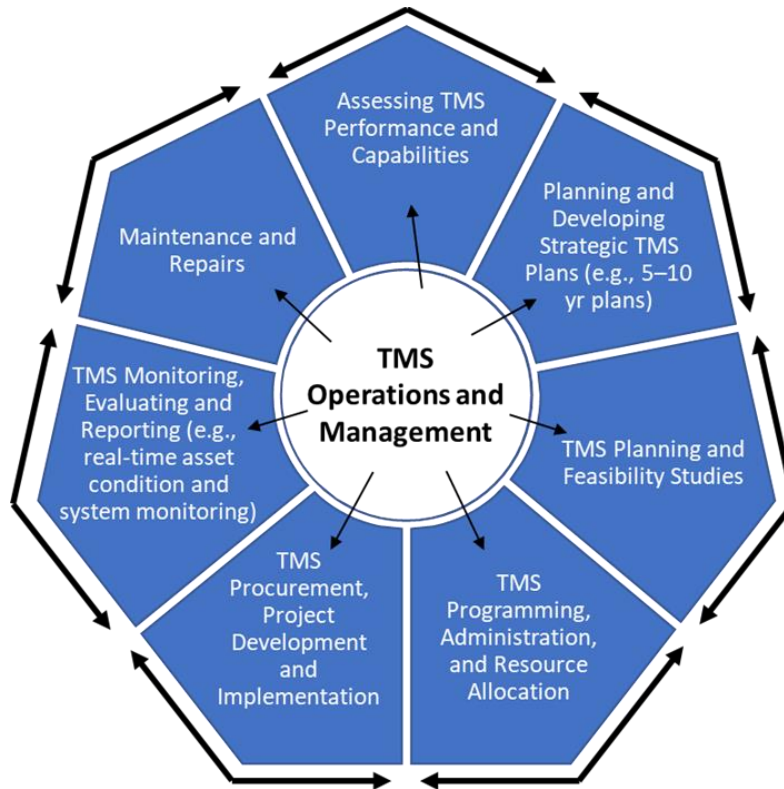 Assessing TMS
Performance and
Capabilities
Planning and
Developing
Strategic TMS
Plans (e.g., 5–10
yr plans)
TMS Planning and
Feasibility Studies
TMS
Programming,
Administration,
and Resource
Allocation
TMS
Procurement,
Project
Development
and
Implementation
TMS Monitoring,
Evaluating and
Reporting (e.g.,
real-time asset
condition and
system monitoring)
Maintenance and
Repairs
TMS
Operations and
Management